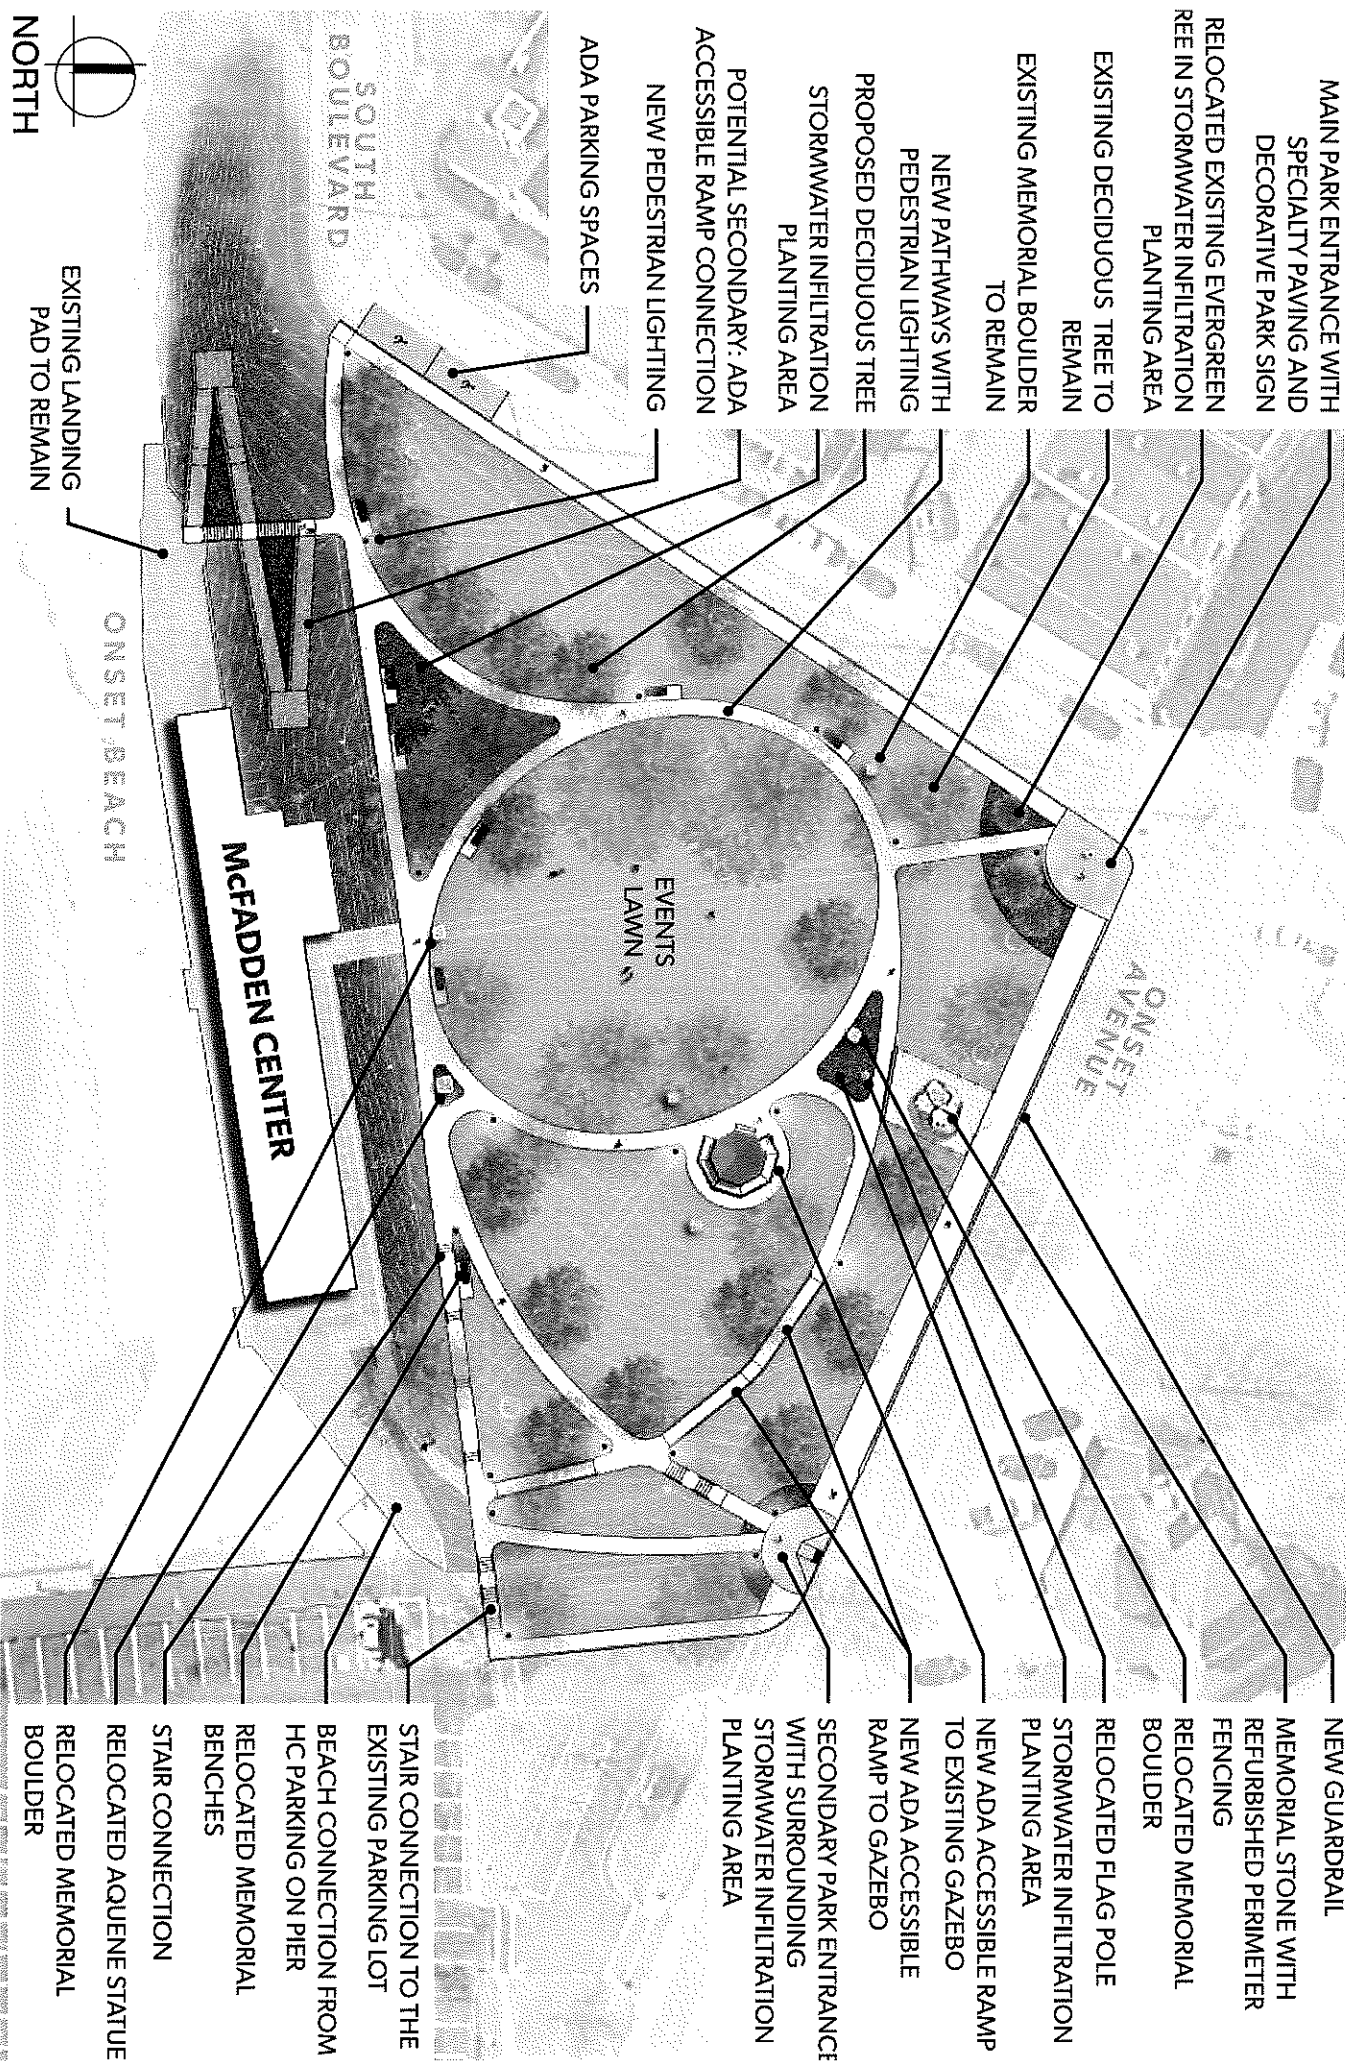 MAIN PARK ENTRANCE WITH
SPECIALTY PAVING AND
DECORATIVE PARK SIGN
RELOCATED EXISTING EVERGREEN
REE IN STORMWATER INFILTRATION
PLANTING AREA
EXISTING DECIDUOUS TREE TO
REMAIN
EXISTING MEMORIAL BOULDER
TO REMAIN
NEW PATHWAYS WITH
PEDESTRIAN LIGHTING
PROPOSED DECIDUOUS TREE
STORMWATER INFILTRATION
PLANTING AREA
POTENTIAL SECONDARY: ADA
ACCESSIBLE RAMP CONNECTION
NEW PEDESTRIAN LIGHTING
ADA PARKING SPACES
SOUTH
BOULEVARD
EXISTING LANDING
PAD TO REMAIN
NORTH
ONSET BEACH
McFADDEN CENTER
EVENTS
LAWN
ONSET
AVENUE
NEW GUARDRAIL
MEMORIAL STONE WITH
REFURBISHED PERIMETER
FENCING
RELOCATED MEMORIAL
BOULDER
RELOCATED FLAG POLE
STORMWATER INFILTRATION
PLANTING AREA
NEW ADA ACCESSIBLE RAMP
TO EXISTING GAZEBO
NEW ADA ACCESSIBLE
RAMP TO GAZEBO
SECONDARY PARK ENTRANCE
WITH SURROUNDING
STORMWATER INFILTRATION
PLANTING AREA
STAIR CONNECTION TO THE
EXISTING PARKING LOT
BEACH CONNECTION FROM
HC PARKING ON PIER
RELOCATED MEMORIAL
BENCHES
STAIR CONNECTION
RELOCATED AQUENE STATUE
RELOCATED MEMORIAL
BOULDER